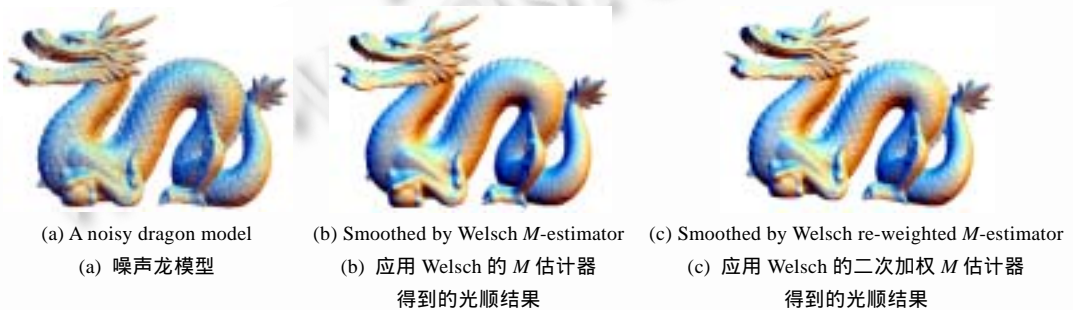 (a) A noisy dragon model
(b) Smoothed by Welsch M-estimator
(c) Smoothed by Welsch re-weighted M-estimator
(a) 噪声龙模型
(b) 应用 Welsch 的 M 估计器
得到的光顺结果
(c) 应用 Welsch 的二次加权 M 估计器
得到的光顺结果